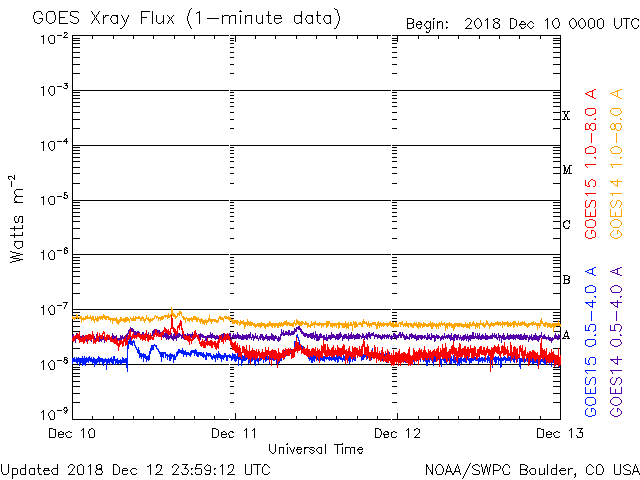 GOES Xray Flux (1-minute data)
Begin: 2018 Dec 10 0000 UTC
10⁻²
10⁻³
10⁻⁴
10⁻⁵
10⁻⁶
10⁻⁷
10⁻⁸
10⁻⁹
Watts m⁻²
X
M
C
B
A
GOES15 1.0-8.0 A
GOES14 1.0-8.0 A
GOES15 0.5-4.0 A
GOES14 0.5-4.0 A
Dec 10 Dec 11 Dec 12 Dec 13
Universal Time
Updated 2018 Dec 12 23:59:12 UTC
NOAA/SWPC Boulder, CO USA